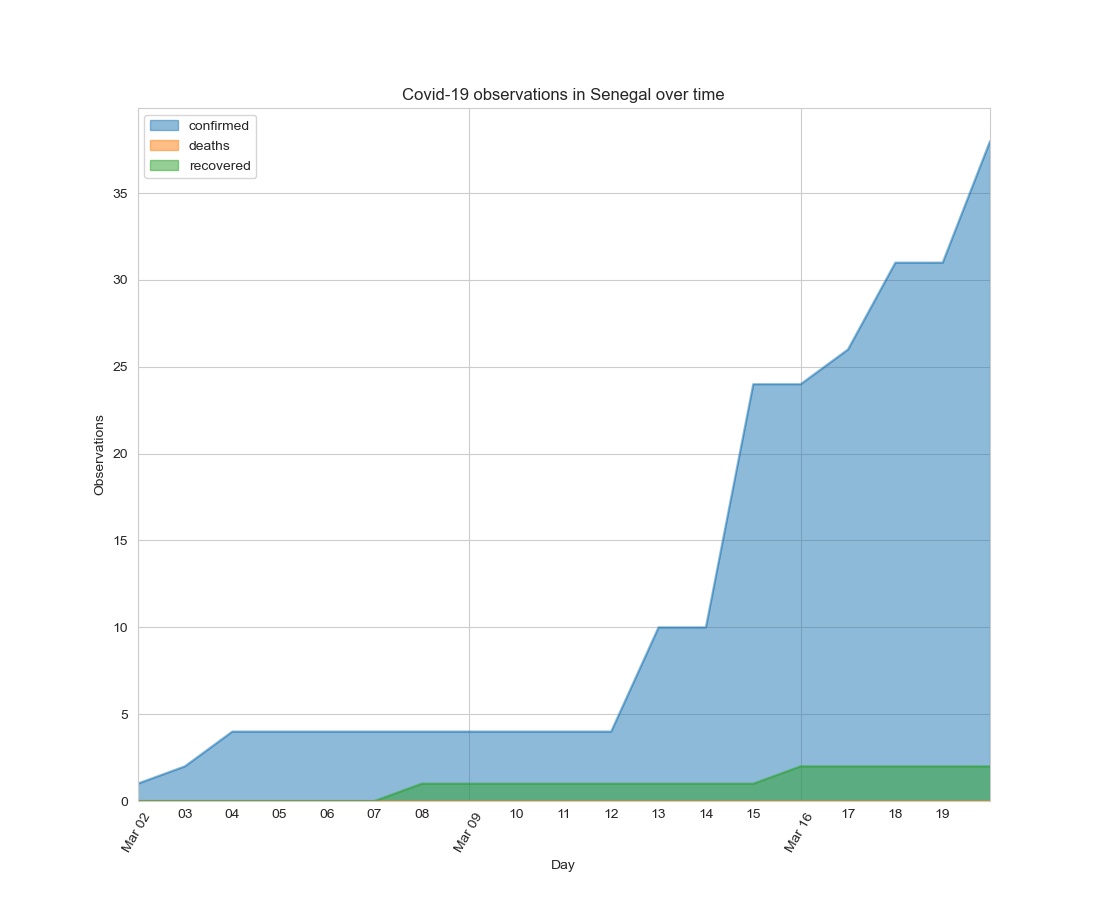 Covid-19 observations in Senegal over time
confirmed
deaths
recovered
35
30
25
20
15
10
5
0
Observations
Mar 02
03
04
05
06
07
08
Mar 09
10
11
12
13
14
15
Mar 16
17
18
19
Day